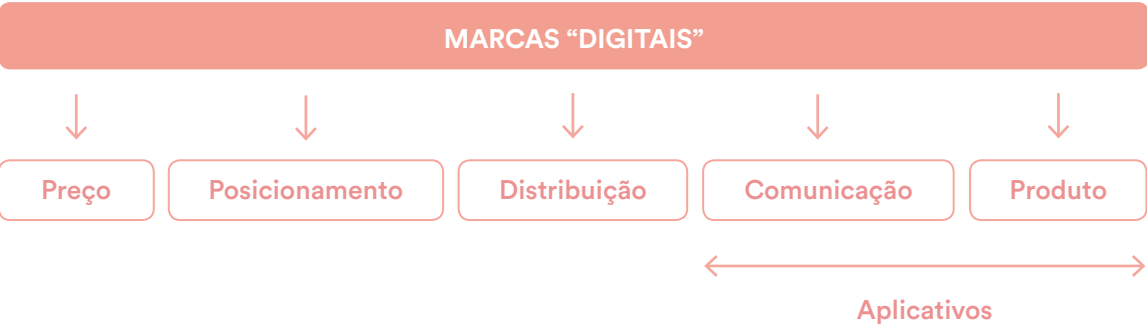 MARCAS “DIGITAIS”
Preço
Posicionamento
Distribuição
Comunicação
Produto
Aplicativos